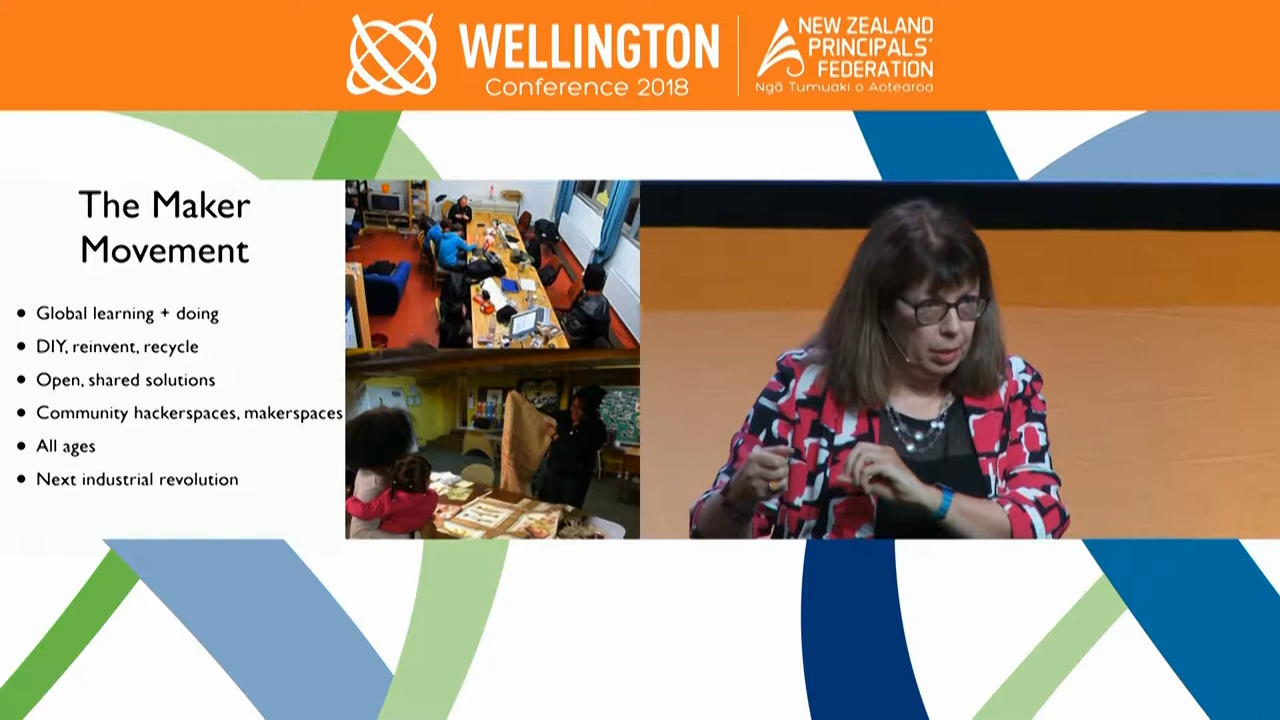 WELLINGTON
Conference 2018
NEW ZEALAND
PRINCIPALS'
FEDERATION
Ngā Tumuaki o Aotearoa
The Maker
Movement
● Global learning + doing
● DIY, reinvent, recycle
● Open, shared solutions
● Community hackerspaces, makerspaces
● All ages
● Next industrial revolution